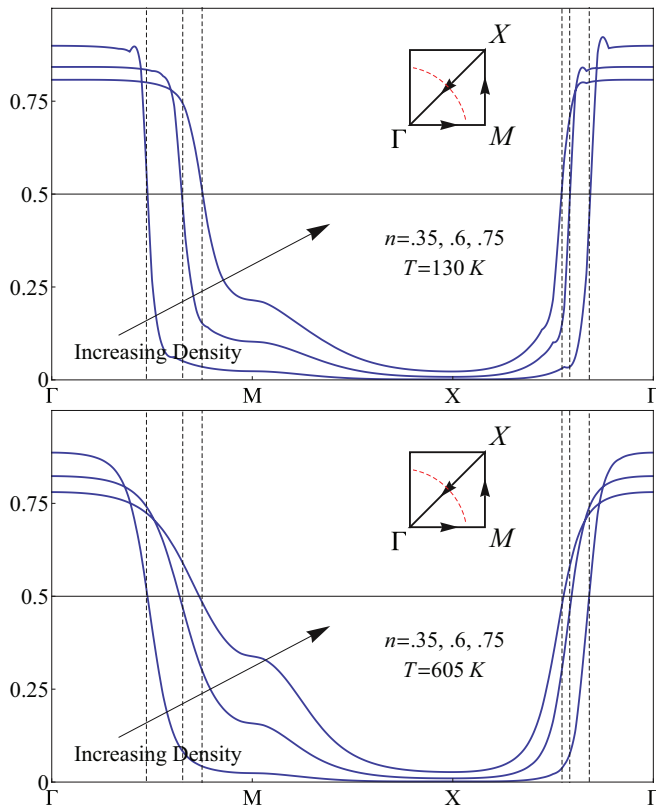 X
0.75
Γ
M
0.5
n=.35, .6, .75
T=130 K
0.25
Increasing Density
0
Γ
M
X
Γ
X
0.75
Γ
M
0.5
n=.35, .6, .75
T=605 K
0.25
Increasing Density
0
Γ
M
X
Γ